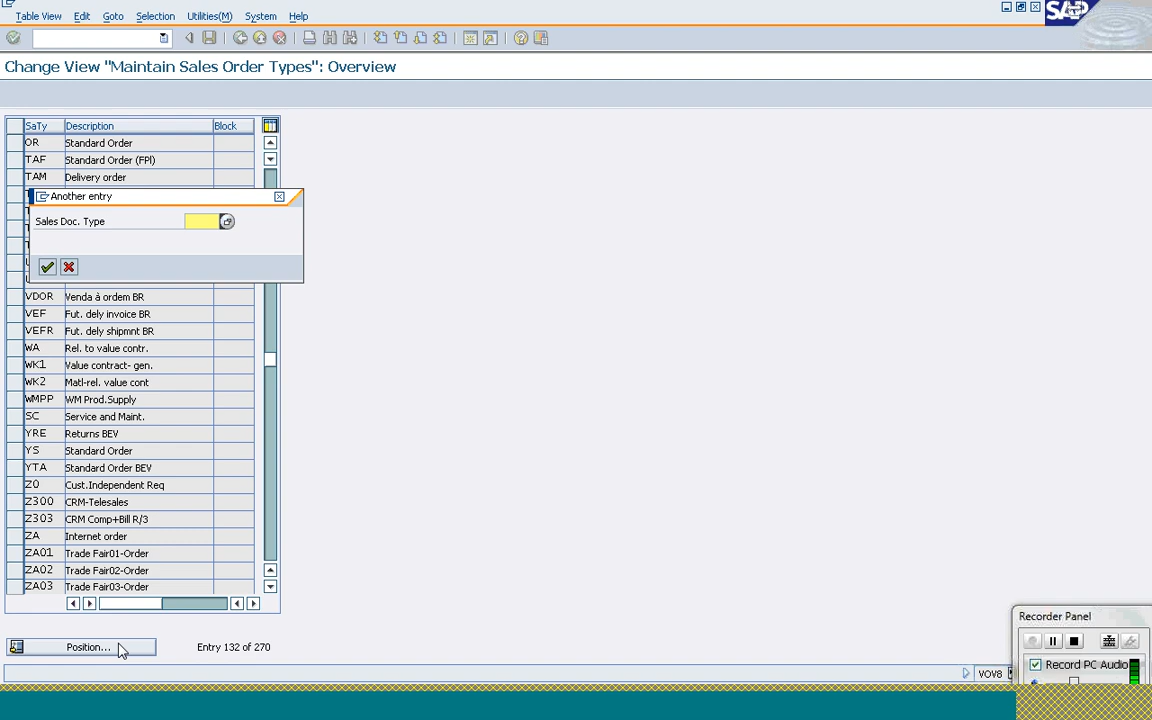 Table View Edit Goto Selection Utilities(M) System Help
SAP
Change View "Maintain Sales Order Types": Overview
SaTy Description Block
OR Standard Order
TAF Standard Order (FPl)
TAM Delivery order
Another entry
Sales Doc. Type
VDOR Venda à ordem BR
VEF Fut. dely invoice BR
VEFR Fut. dely shipmnt BR
WA Rel. to value contr.
WK1 Value contract- gen.
WK2 Matl-rel. value cont
WMPP WM Prod.Supply
SC Service and Maint.
YRE Returns BEV
YS Standard Order
YTA Standard Order BEV
Z0 Cust.Independent Req
Z300 CRM-Telesales
Z303 CRM Comp+Bill R/3
ZA Internet order
ZA01 Trade Fair01-Order
ZA02 Trade Fair02-Order
ZA03 Trade Fair03-Order
Position... Entry 132 of 270
Recorder Panel
Record PC Audio
VOV8